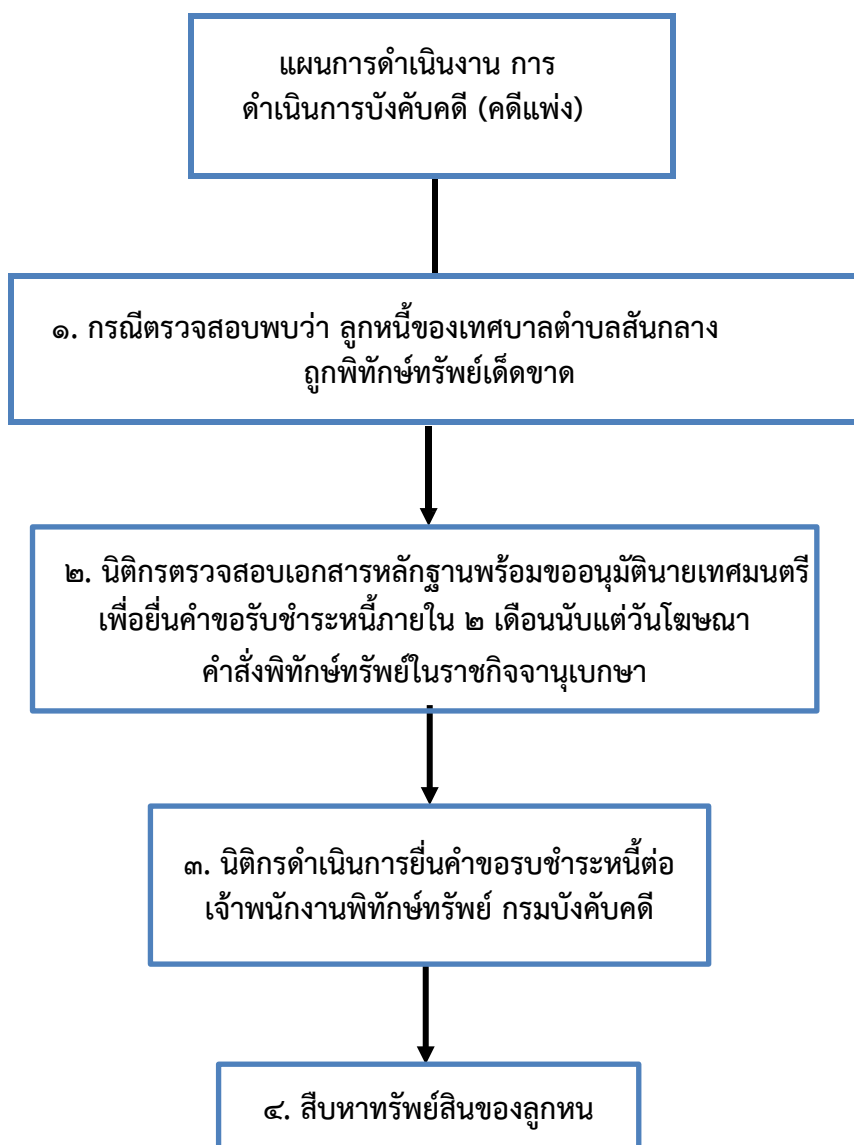 แผนการดำเนินงาน การ
ดำเนินการบังคับคดี (คดีแพ่ง)
๑. กรณีตรวจสอบพบว่า ลูกหนี้ของเทศบาลตำบลสันกลาง
ถูกพิทักษ์ทรัพย์เด็ดขาด
๒. นิติกรตรวจสอบเอกสารหลักฐานพร้อมขออนุมัตินายเทศมนตรี
เพื่อยื่นคำขอรับชำระหนี้ภายใน ๒ เดือนนับแต่วันโฆษณา
คำสั่งพิทักษ์ทรัพย์ในราชกิจจานุเบกษา
๓. นิติกรดำเนินการยื่นคำขอรบชำระหนี้ต่อ
เจ้าพนักงานพิทักษ์ทรัพย์ กรมบังคับคดี
๔. สืบหาทรัพย์สินของลูกหน